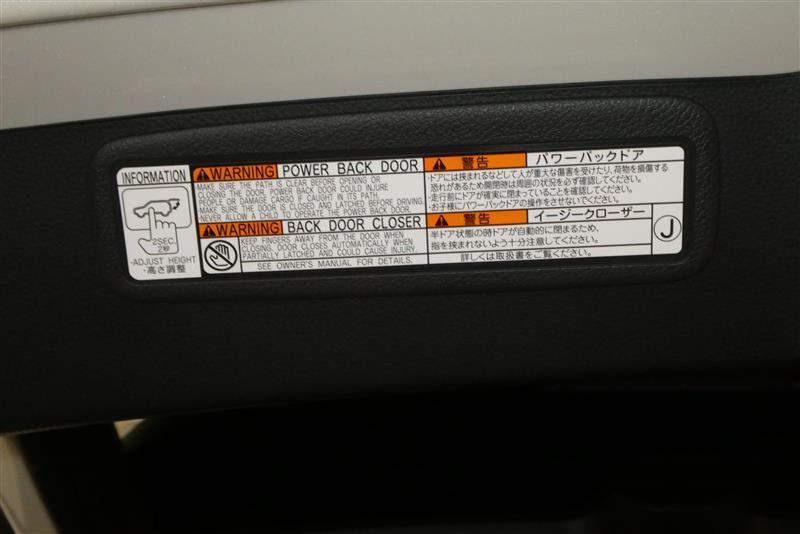 INFORMATION
2SEC.
2秒
·ADJUST HEIGHT
·高さ調整
WARNING POWER BACK DOOR
·MAKE SURE THE PATH IS CLEAR BEFORE OPENING OR
CLOSING THE DOOR. POWER BACK DOOR COULD INJURE
PEOPLE OR DAMAGE CARGO IF CAUGHT IN ITS PATH.
·MAKE SURE THE DOOR IS CLOSED AND LATCHED BEFORE DRIVING.
·NEVER ALLOW A CHILD TO OPERATE THE POWER BACK DOOR.
WARNING BACK DOOR CLOSER
KEEP FINGERS AWAY FROM THE DOOR WHEN
CLOSING. DOOR CLOSES AUTOMATICALLY WHEN
PARTIALLY LATCHED AND COULD CAUSE INJURY.
SEE OWNER'S MANUAL FOR DETAILS.
警告 パワーバックドア
·ドアには挟まれるなどして人が重大な傷害を受けたり、荷物を損傷する
恐れがあるため開閉時は周囲の状況を必ず確認してください。
·走行前にドアが確実に閉まっていることを確認してください。
·お子様にパワーバックドアの操作をさせないでください。
警告 イージークローザー
半ドア状態の時ドアが自動的に閉まるため、
指を挟まれないよう十分注意してください。
詳しくは取扱書をご覧ください。
J